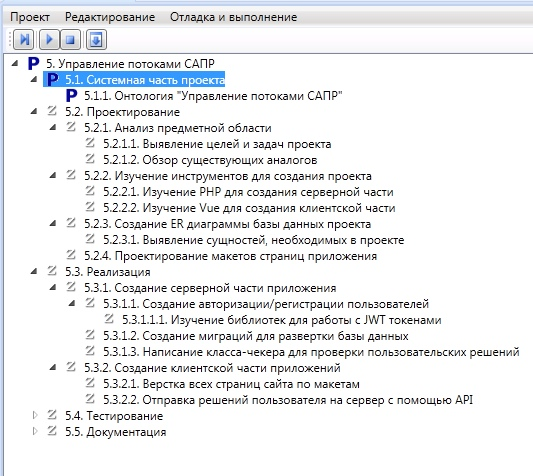 Проект Редактирование Отладка и выполнение
P 5. Управление потоками САПР
P 5.1. Системная часть проекта
P 5.1.1. Онтология "Управление потоками САПР"
Z 5.2. Проектирование
Z 5.2.1. Анализ предметной области
Z 5.2.1.1. Выявление целей и задач проекта
Z 5.2.1.2. Обзор существующих аналогов
Z 5.2.2. Изучение инструментов для создания проекта
Z 5.2.2.1. Изучение PHP для создания серверной части
Z 5.2.2.2. Изучение Vue для создания клиентской части
Z 5.2.3. Создание ER диаграммы базы данных проекта
Z 5.2.3.1. Выявление сущностей, необходимых в проекте
Z 5.2.4. Проектирование макетов страниц приложения
Z 5.3. Реализация
Z 5.3.1. Создание серверной части приложения
Z 5.3.1.1. Создание авторизации/регистрации пользователей
Z 5.3.1.1.1. Изучение библиотек для работы с JWT токенами
Z 5.3.1.2. Создание миграций для развертки базы данных
Z 5.3.1.3. Написание класса-чекера для проверки пользовательских решений
Z 5.3.2. Создание клиентской части приложений
Z 5.3.2.1. Верстка всех страниц сайта по макетам
Z 5.3.2.2. Отправка решений пользователя на сервер с помощью API
Z 5.4. Тестирование
Z 5.5. Документация